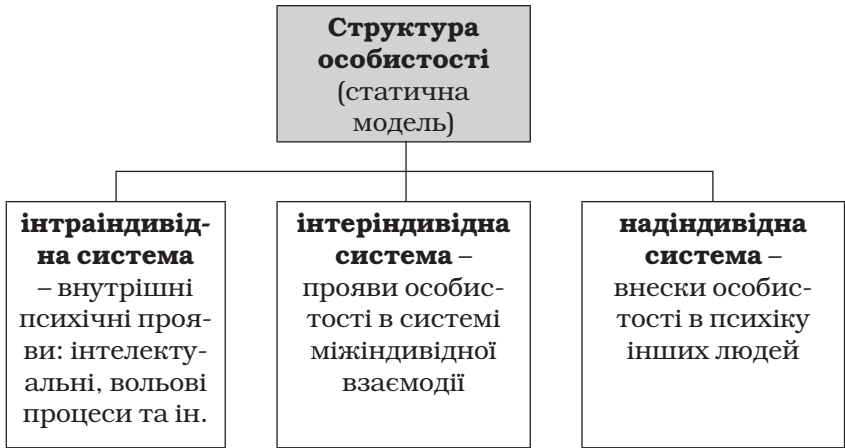 Структура
особистості
(статична
модель)
інтраіндивід-
на система
– внутрішні
психічні проя-
ви: інтелекту-
альні, вольові
процеси та ін.
інтеріндивідна
система –
прояви особис-
тості в системі
міжіндивідної
взаємодії
надіндивідна
система –
внески особис-
тості в психіку
інших людей